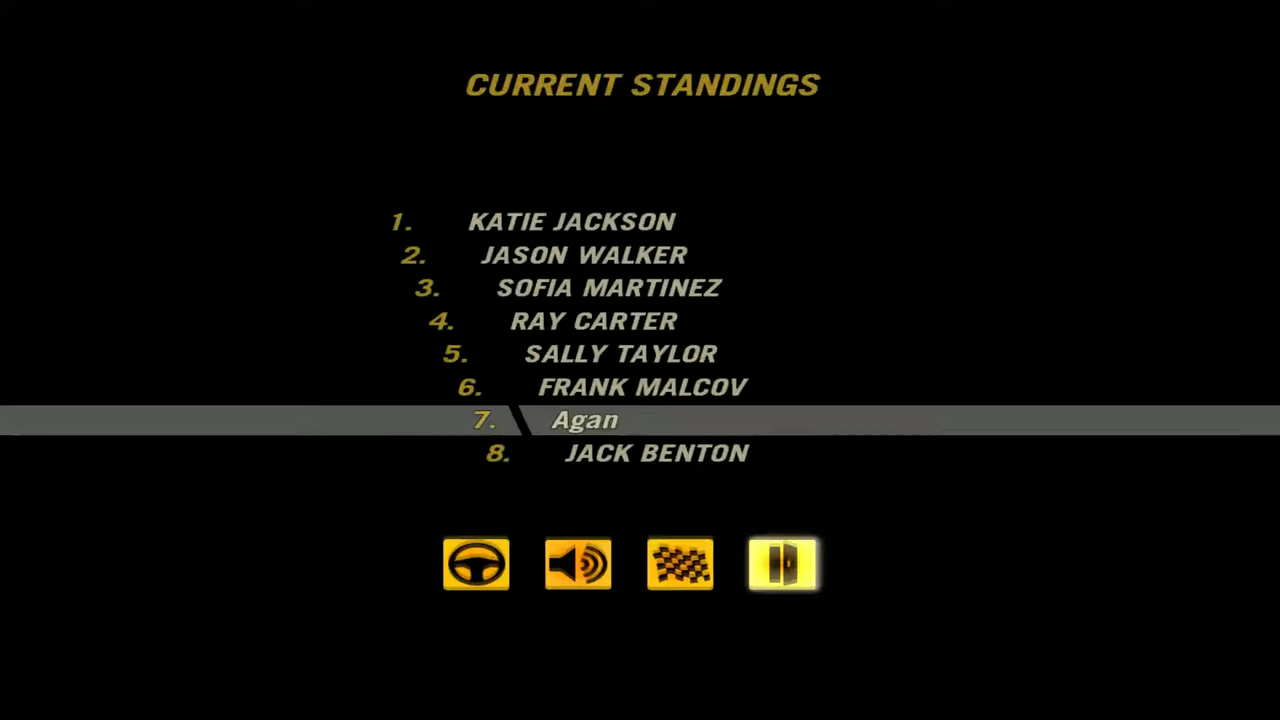 CURRENT STANDINGS
1. KATIE JACKSON
2. JASON WALKER
3. SOFIA MARTINEZ
4. RAY CARTER
5. SALLY TAYLOR
6. FRANK MALCOV
7. Agan
8. JACK BENTON